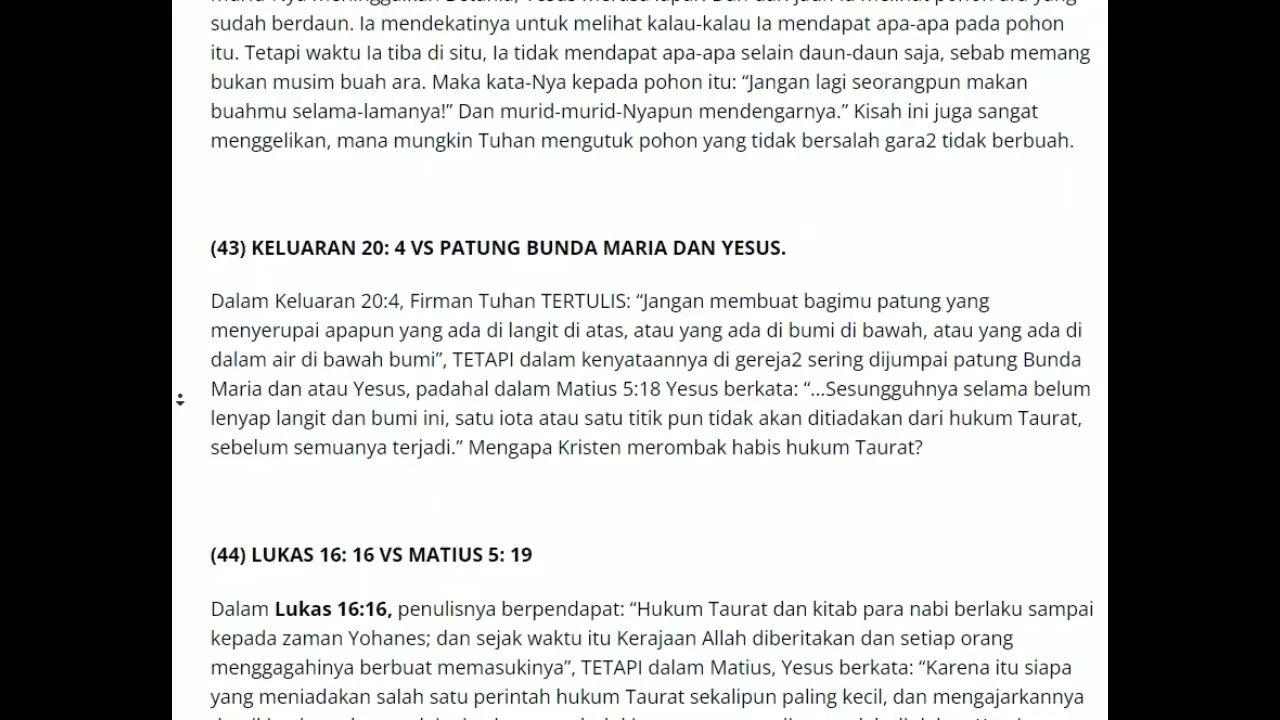 sudah berdaun. Ia mendekatinya untuk melihat kalau-kalau Ia mendapat apa-apa pada pohon
itu. Tetapi waktu Ia tiba di situ, Ia tidak mendapat apa-apa selain daun-daun saja, sebab memang
bukan musim buah ara. Maka kata-Nya kepada pohon itu: “Jangan lagi seorangpun makan
buahmu selama-lamanya!” Dan murid-murid-Nyapun mendengarnya.” Kisah ini juga sangat
menggelikan, mana mungkin Tuhan mengutuk pohon yang tidak bersalah gara2 tidak berbuah.
(43) KELUARAN 20: 4 VS PATUNG BUNDA MARIA DAN YESUS.
Dalam Keluaran 20:4, Firman Tuhan TERTULIS: “Jangan membuat bagimu patung yang
menyerupai apapun yang ada di langit di atas, atau yang ada di bumi di bawah, atau yang ada di
dalam air di bawah bumi”, TETAPI dalam kenyataannya di gereja2 sering dijumpai patung Bunda
Maria dan atau Yesus, padahal dalam Matius 5:18 Yesus berkata: “…Sesungguhnya selama belum
lenyap langit dan bumi ini, satu iota atau satu titik pun tidak akan ditiadakan dari hukum Taurat,
sebelum semuanya terjadi.” Mengapa Kristen merombak habis hukum Taurat?
(44) LUKAS 16: 16 VS MATIUS 5: 19
Dalam Lukas 16:16, penulisnya berpendapat: “Hukum Taurat dan kitab para nabi berlaku sampai
kepada zaman Yohanes; dan sejak waktu itu Kerajaan Allah diberitakan dan setiap orang
menggagahinya berbuat memasukinya”, TETAPI dalam Matius, Yesus berkata: “Karena itu siapa
yang meniadakan salah satu perintah hukum Taurat sekalipun paling kecil, dan mengajarkannya